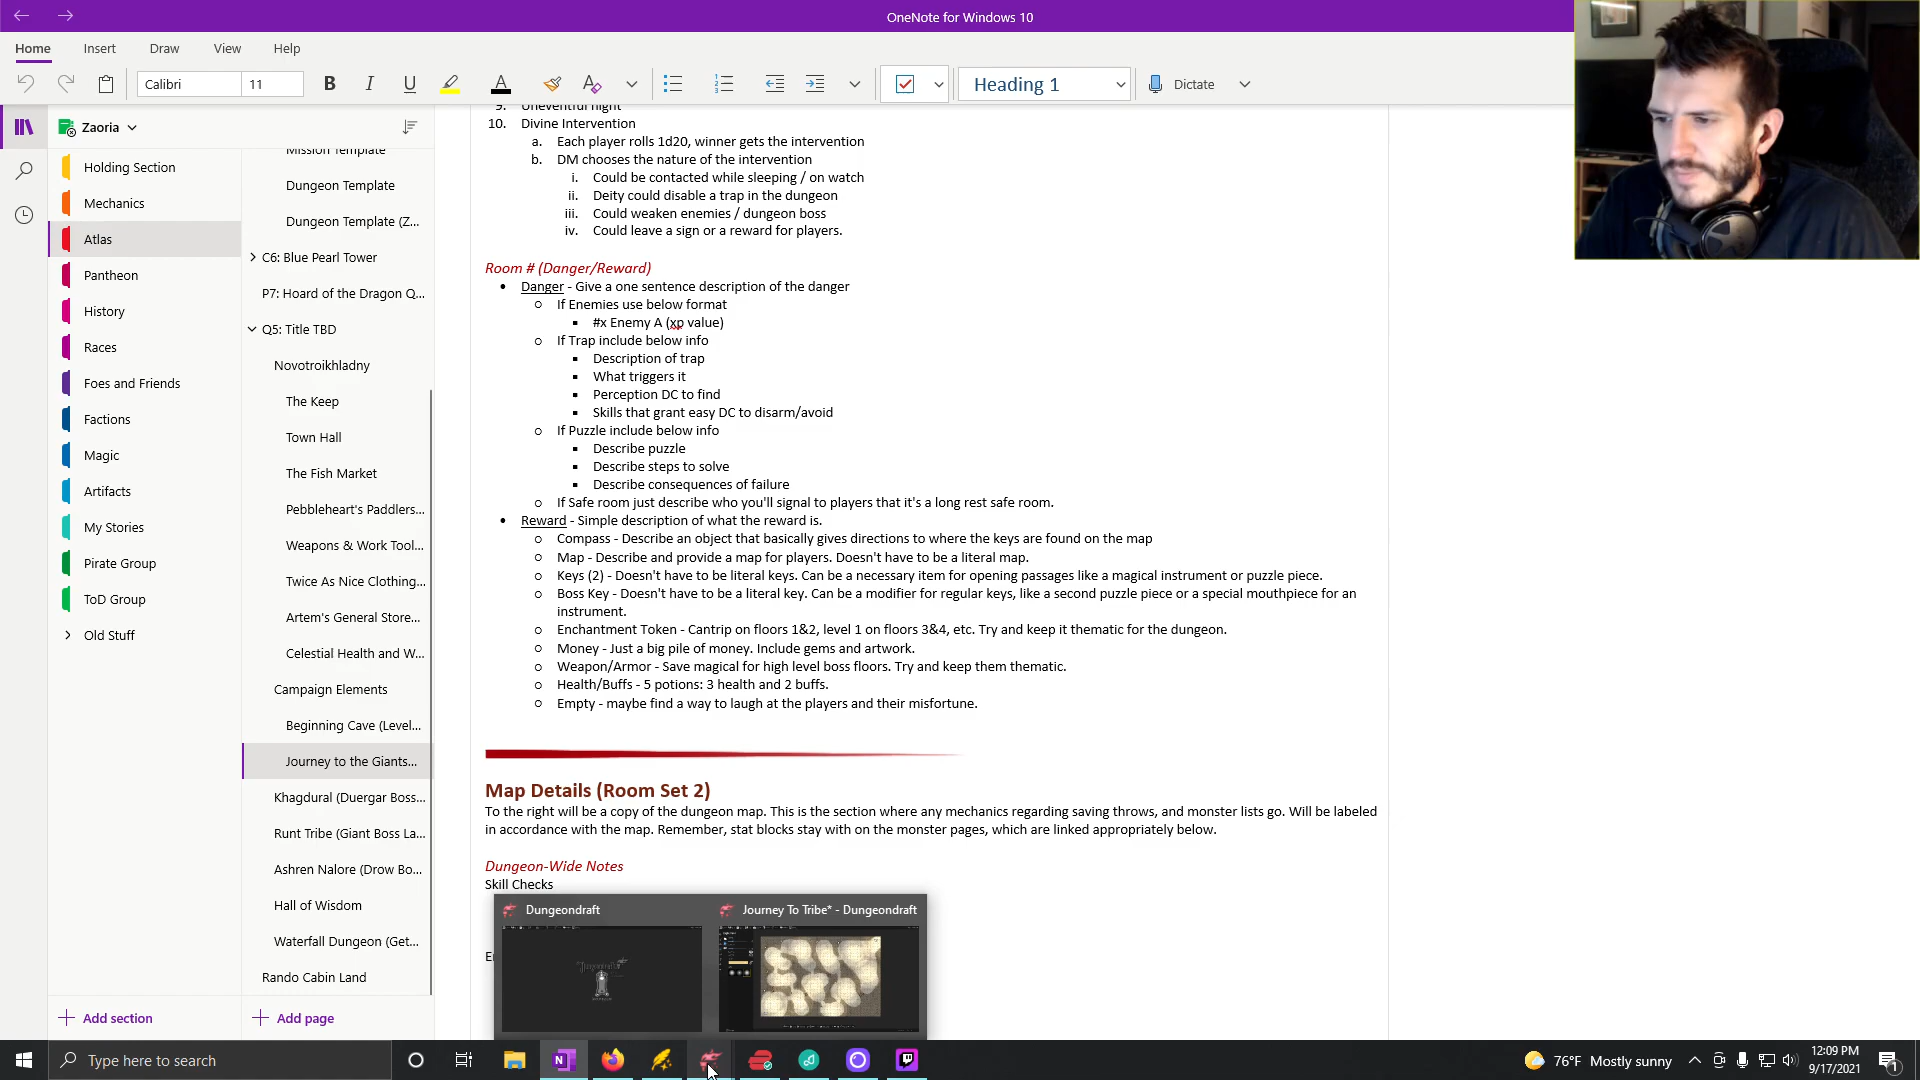 OneNote for Windows 10
Home
Insert
Draw
View
Help
Calibri
11
B
I
U
A
Heading 1
Dictate
Zaoria
Holding Section
Mechanics
Atlas
Pantheon
History
Races
Foes and Friends
Factions
Magic
Artifacts
My Stories
Pirate Group
ToD Group
Old Stuff
Add section
Mission Template
Dungeon Template
Dungeon Template (Z...
C6: Blue Pearl Tower
P7: Hoard of the Dragon Q...
Q5: Title TBD
Novotroikhladny
The Keep
Town Hall
The Fish Market
Pebbleheart's Paddlers...
Weapons & Work Tool...
Twice As Nice Clothing...
Artem's General Store...
Celestial Health and W...
Campaign Elements
Beginning Cave (Level...
Journey to the Giants...
Khagdural (Duergar Boss...
Runt Tribe (Giant Boss La...
Ashren Nalore (Drow Bo...
Hall of Wisdom
Waterfall Dungeon (Get...
Rando Cabin Land
Add page
9. Uneventful night
10. Divine Intervention
a. Each player rolls 1d20, winner gets the intervention
b. DM chooses the nature of the intervention
i. Could be contacted while sleeping / on watch
ii. Deity could disable a trap in the dungeon
iii. Could weaken enemies / dungeon boss
iv. Could leave a sign or a reward for players.
Room # (Danger/Reward)
• Danger - Give a one sentence description of the danger
o If Enemies use below format
▪ #x Enemy A (xp value)
o If Trap include below info
▪ Description of trap
▪ What triggers it
▪ Perception DC to find
▪ Skills that grant easy DC to disarm/avoid
o If Puzzle include below info
▪ Describe puzzle
▪ Describe steps to solve
▪ Describe consequences of failure
o If Safe room just describe who you'll signal to players that it's a long rest safe room.
• Reward - Simple description of what the reward is.
o Compass - Describe an object that basically gives directions to where the keys are found on the map
o Map - Describe and provide a map for players. Doesn't have to be a literal map.
o Keys (2) - Doesn't have to be literal keys. Can be a necessary item for opening passages like a magical instrument or puzzle piece.
o Boss Key - Doesn't have to be a literal key. Can be a modifier for regular keys, like a second puzzle piece or a special mouthpiece for an
instrument.
o Enchantment Token - Cantrip on floors 1&2, level 1 on floors 3&4, etc. Try and keep it thematic for the dungeon.
o Money - Just a big pile of money. Include gems and artwork.
o Weapon/Armor - Save magical for high level boss floors. Try and keep them thematic.
o Health/Buffs - 5 potions: 3 health and 2 buffs.
o Empty - maybe find a way to laugh at the players and their misfortune.
Map Details (Room Set 2)
To the right will be a copy of the dungeon map. This is the section where any mechanics regarding saving throws, and monster lists go. Will be labeled
in accordance with the map. Remember, stat blocks stay with on the monster pages, which are linked appropriately below.
Dungeon-Wide Notes
Skill Checks
Dungeondraft
Journey To Tribe* - Dungeondraft
Type here to search
76°F Mostly sunny
12:09 PM
9/17/2021
1